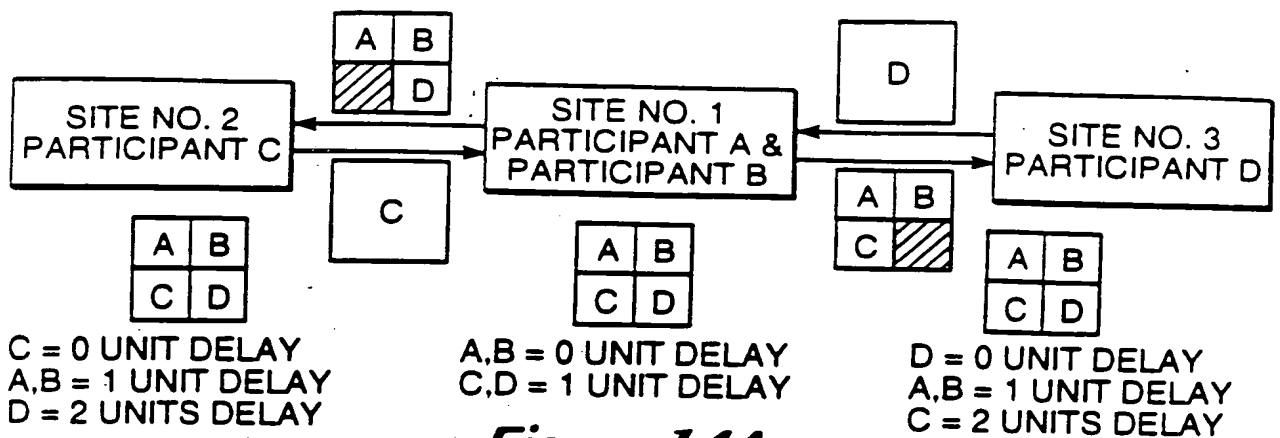 A B
D
D
SITE NO. 2
PARTICIPANT C
SITE NO. 1
PARTICIPANT A &
PARTICIPANT B
SITE NO. 3
PARTICIPANT D
C
A B
C
A B
C D
A B
C D
A B
C D
C = 0 UNIT DELAY
A,B = 1 UNIT DELAY
D = 2 UNITS DELAY
A,B = 0 UNIT DELAY
C,D = 1 UNIT DELAY
D = 0 UNIT DELAY
A,B = 1 UNIT DELAY
C = 2 UNITS DELAY